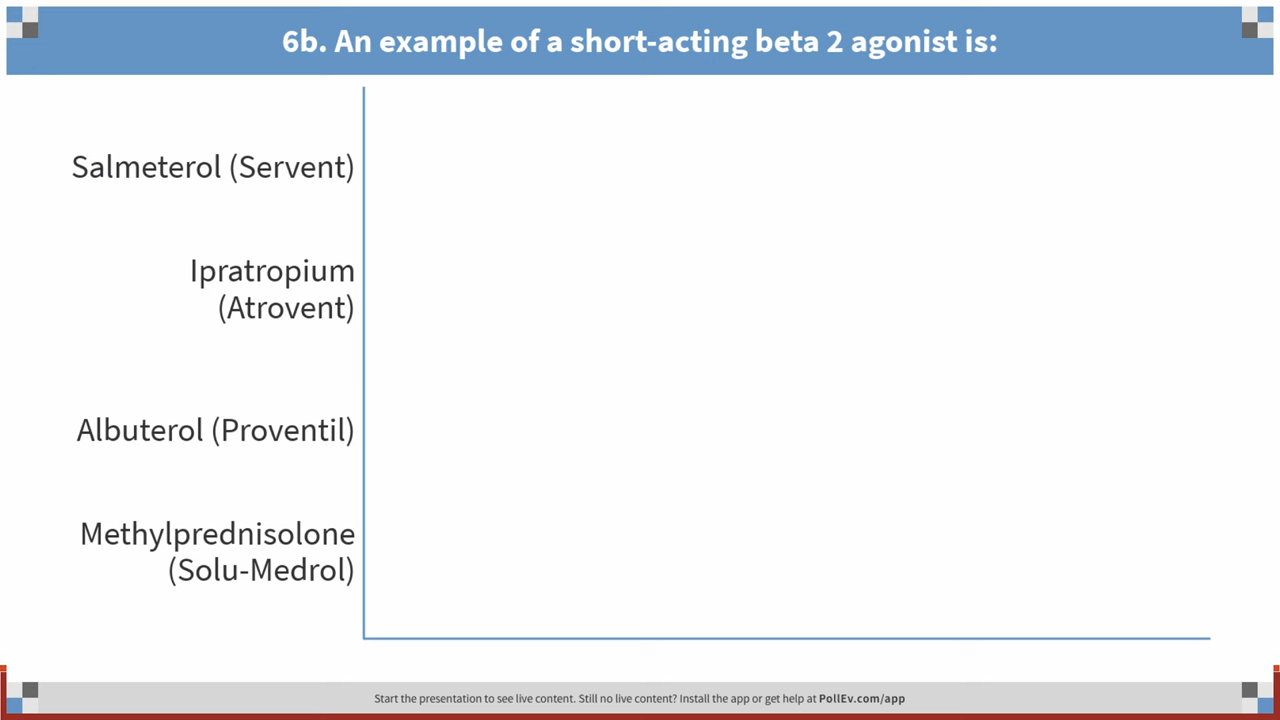 6b. An example of a short-acting beta 2 agonist is:
Salmeterol (Servent)
Ipratropium
(Atrovent)
Albuterol (Proventil)
Methylprednisolone
(Solu-Medrol)
Start the presentation to see live content. Still no live content? Install the app or get help at PollEv.com/app